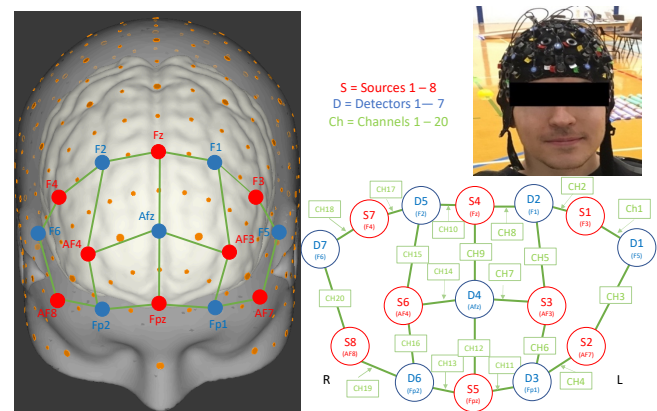 Fz
F2
F1
F4
F3
F6
AF4
Afz
AF3
F5
AF8
Fp2
Fpz
Fp1
AF7
S = Sources 1 – 8
D = Detectors 1— 7
Ch = Channels 1 - 20
CH17
CH2
CH18
S7
(F4)
D5
(F2)
S4
(Fz)
D2
(F1)
S1
(F3)
Ch1
CH10
CH8
D7
(F6)
D1
(F5)
CH15
CH9
CH5
CH14
CH7
CH20
S6
(AF4)
D4
(Afz)
S3
(AF3)
CH3
S8
(AF8)
CH16
CH12
CH6
S2
(AF7)
CH13
CH11
R
CH19
D6
(Fp2)
S5
(Fpz)
D3
(Fp1)
CH4
L